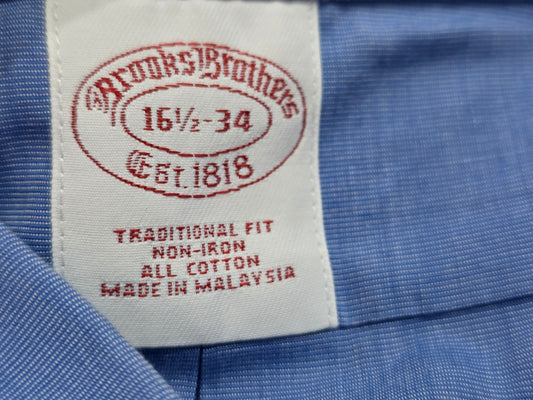 Brooks Brothers
16½-34
Est. 1818
TRADITIONAL FIT
NON-IRON
ALL COTTON
MADE IN MALAYSIA